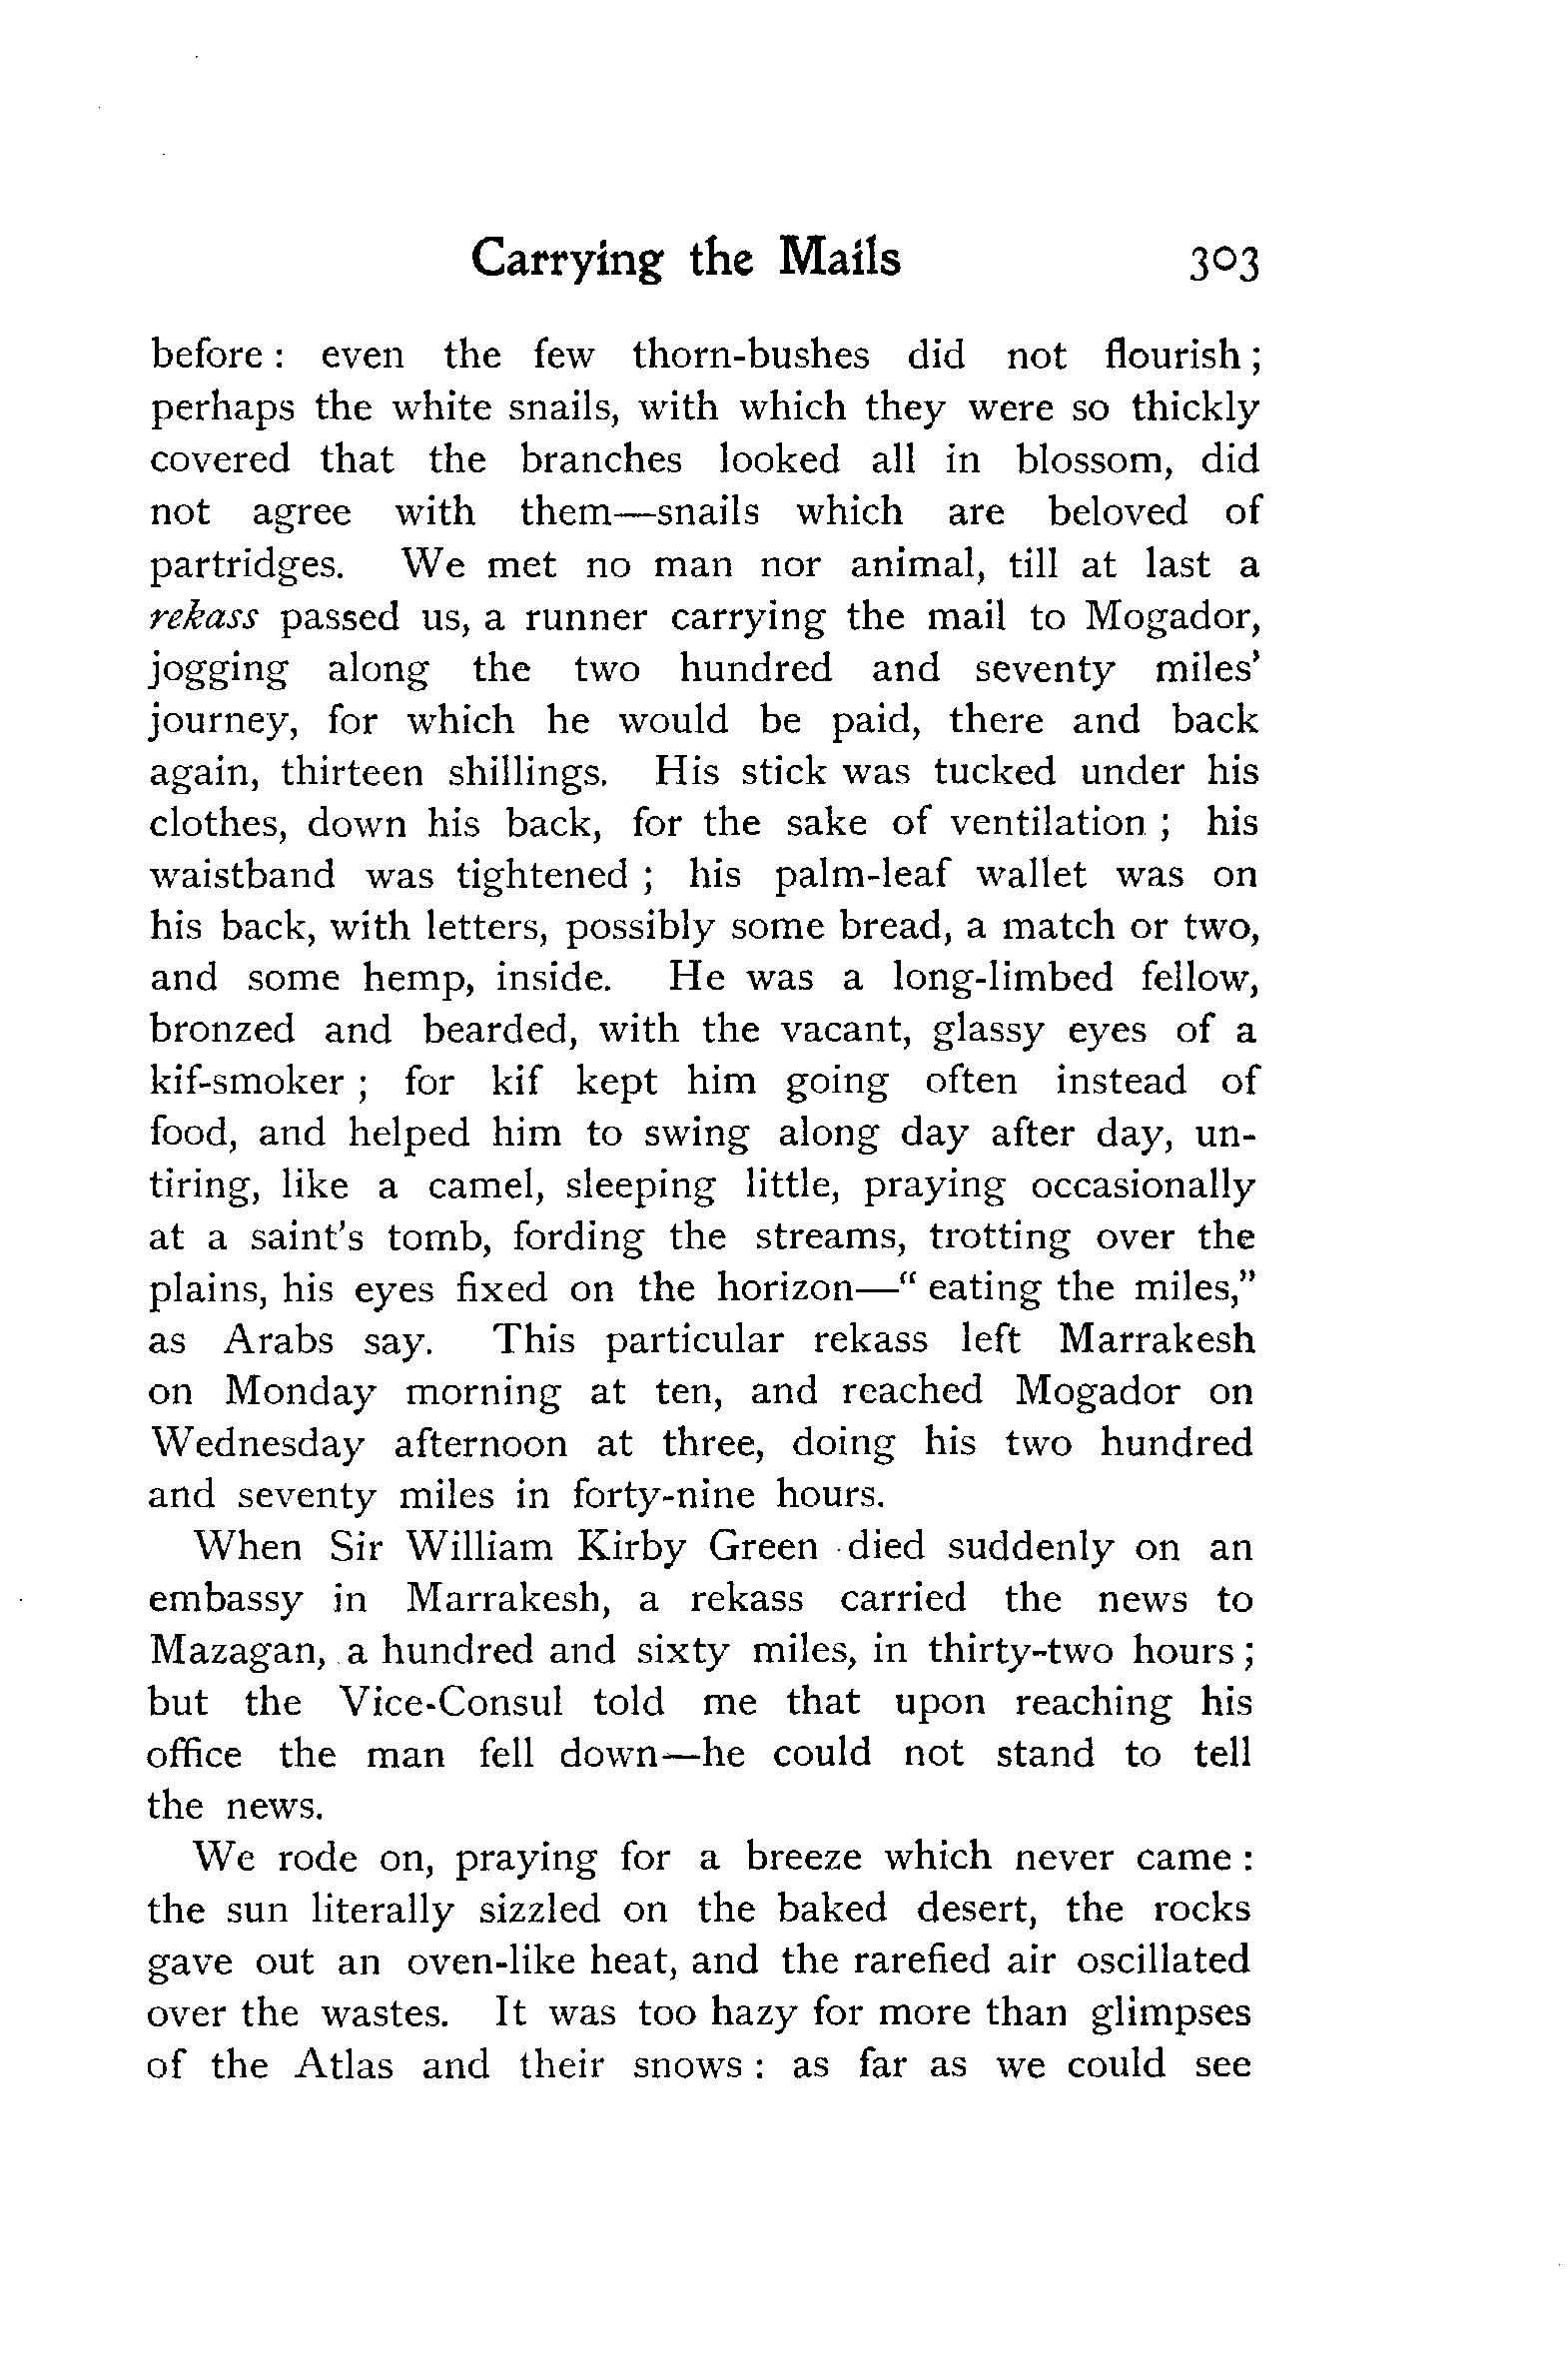 Carrying the Mails 303
before: even the few thorn-bushes did not flourish;
perhaps the white snails, with which they were so thickly
covered that the branches looked all in blossom, did
not agree with them—snails which are beloved of
partridges. We met no man nor animal, till at last a
rekass passed us, a runner carrying the mail to Mogador,
jogging along the two hundred and seventy miles'
journey, for which he would be paid, there and back
again, thirteen shillings. His stick was tucked under his
clothes, down his back, for the sake of ventilation; his
waistband was tightened; his palm-leaf wallet was on
his back, with letters, possibly some bread, a match or two,
and some hemp, inside. He was a long-limbed fellow,
bronzed and bearded, with the vacant, glassy eyes of a
kif-smoker; for kif kept him going often instead of
food, and helped him to swing along day after day, un-
tiring, like a camel, sleeping little, praying occasionally
at a saint's tomb, fording the streams, trotting over the
plains, his eyes fixed on the horizon—"eating the miles,"
as Arabs say. This particular rekass left Marrakesh
on Monday morning at ten, and reached Mogador on
Wednesday afternoon at three, doing his two hundred
and seventy miles in forty-nine hours.
When Sir William Kirby Green died suddenly on an
embassy in Marrakesh, a rekass carried the news to
Mazagan, a hundred and sixty miles, in thirty-two hours;
but the Vice-Consul told me that upon reaching his
office the man fell down—he could not stand to tell
the news.
We rode on, praying for a breeze which never came:
the sun literally sizzled on the baked desert, the rocks
gave out an oven-like heat, and the rarefied air oscillated
over the wastes. It was too hazy for more than glimpses
of the Atlas and their snows: as far as we could see